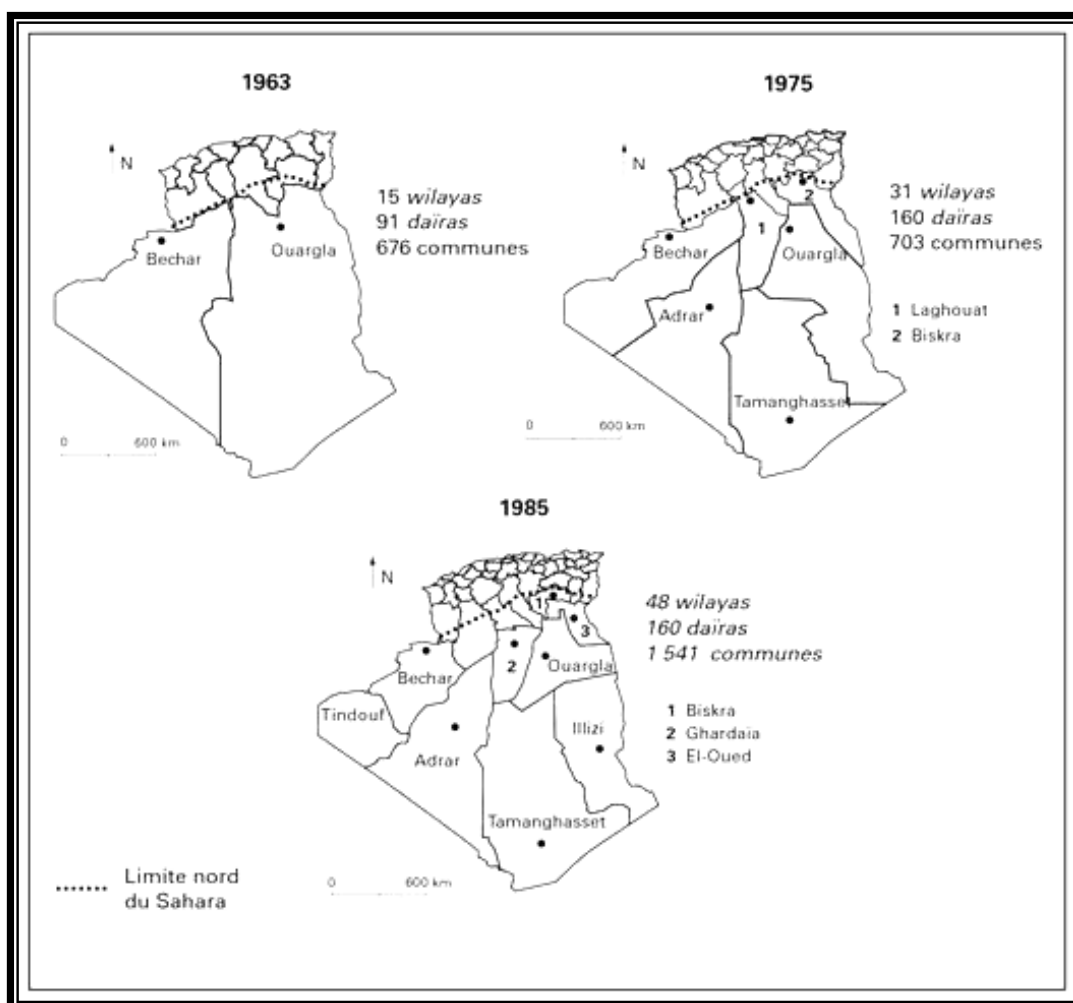 1963
N
15 wilayas
91 daïras
676 communes
Bechar
Ouargla
0 600 km
1975
N
31 wilayas
160 daïras
703 communes
Bechar
1
2
Ouargla
Adrar
1 Laghouat
2 Biskra
Tamanghasset
0 600 km
1985
N
48 wilayas
160 daïras
1 541 communes
1
3
2
Bechar
Ouargla
Tindouf
Adrar
Illizi
1 Biskra
2 Ghardaia
3 El-Oued
Tamanghasset
0 600 km
Limite nord
du Sahara